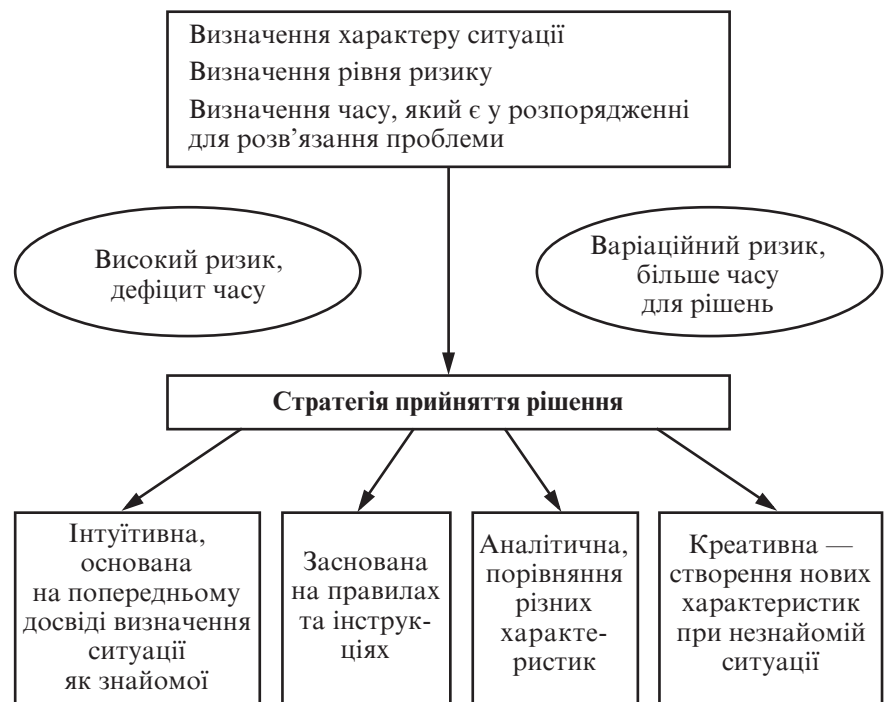 Визначення характеру ситуації
Визначення рівня ризику
Визначення часу, який є у розпорядженні
для розв’язання проблеми
Високий ризик,
дефіцит часу
Варіаційний ризик,
більше часу
для рішень
Стратегія прийняття рішення
Інтуїтивна,
основана
на попередньому
досвіді визначення
ситуації
як знайомої
Заснована
на правилах
та інструк-
ціях
Аналітична,
порівняння
різних
характе-
ристик
Креативна —
створення нових
характеристик
при незнайомій
ситуації